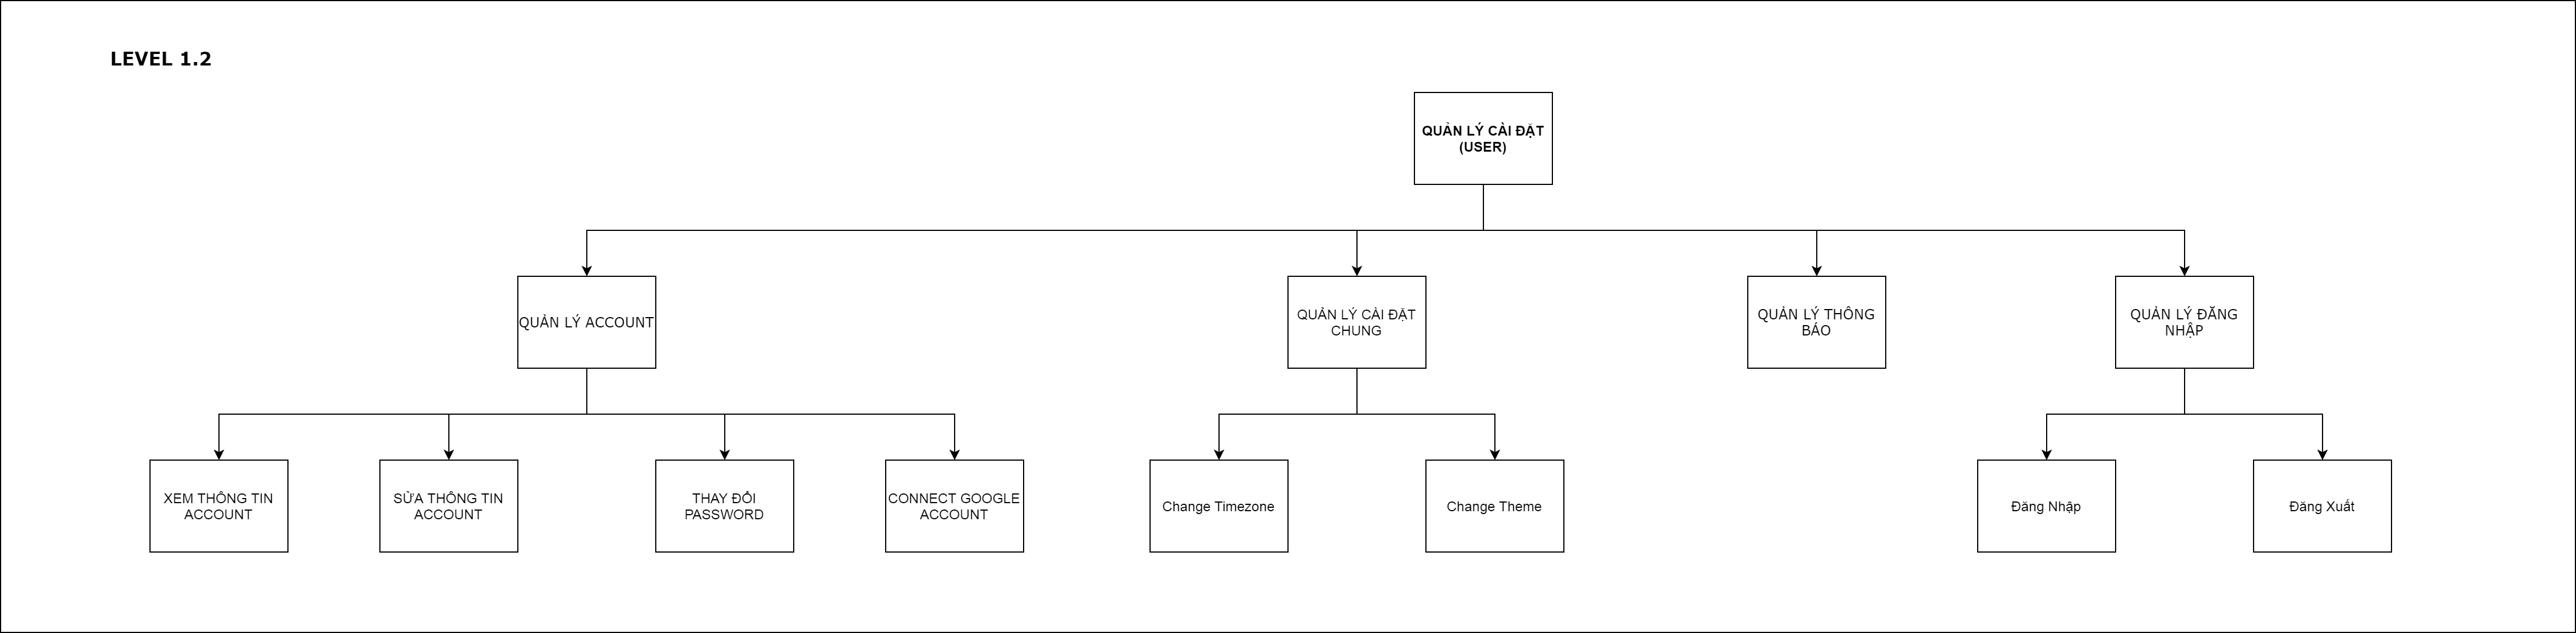 LEVEL 1.2
QUẢN LÝ CÀI ĐẶT
(USER)
QUẢN LÝ ACCOUNT
QUẢN LÝ CÀI ĐẶT
CHUNG
QUẢN LÝ THÔNG
BÁO
QUẢN LÝ ĐĂNG
NHẬP
XEM THÔNG TIN
ACCOUNT
SỬA THÔNG TIN
ACCOUNT
THAY ĐỔI
PASSWORD
CONNECT GOOGLE
ACCOUNT
Change Timezone
Change Theme
Đăng Nhập
Đăng Xuất